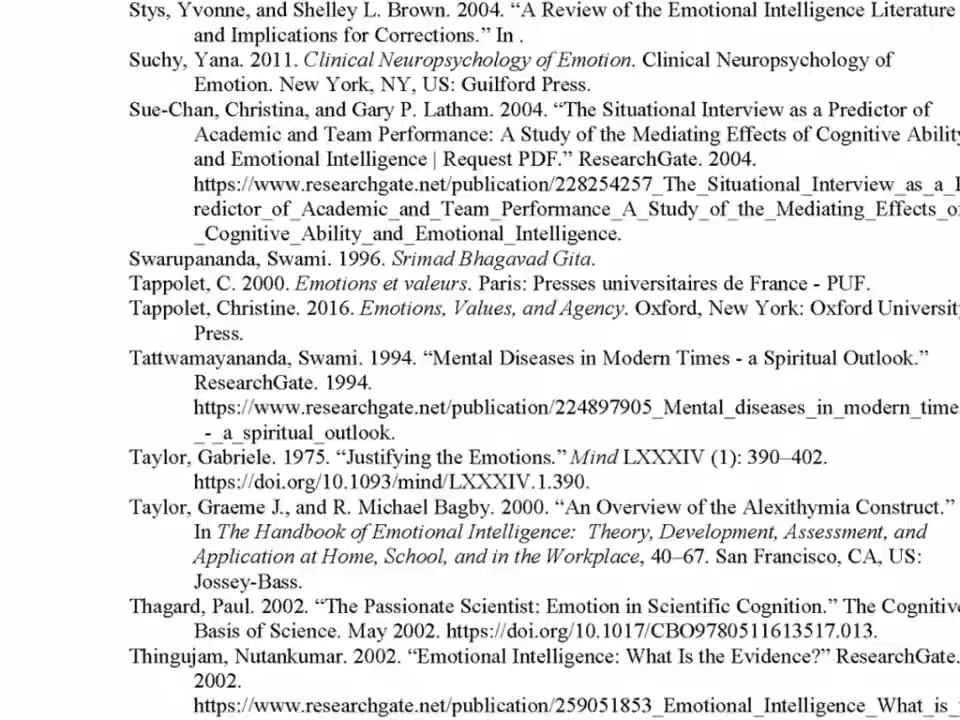 Stys, Yvonne, and Shelley L. Brown. 2004. “A Review of the Emotional Intelligence Literature
and Implications for Corrections.” In .
Suchy, Yana. 2011. Clinical Neuropsychology of Emotion. Clinical Neuropsychology of
Emotion. New York, NY, US: Guilford Press.
Sue-Chan, Christina, and Gary P. Latham. 2004. “The Situational Interview as a Predictor of
Academic and Team Performance: A Study of the Mediating Effects of Cognitive Ability
and Emotional Intelligence | Request PDF.” ResearchGate. 2004.
https://www.researchgate.net/publication/228254257_The_Situational_Interview_as_a_P
redictor_of_Academic_and_Team_Performance_A_Study_of_the_Mediating_Effects_of
_Cognitive_Ability_and_Emotional_Intelligence.
Swarupananda, Swami. 1996. Srimad Bhagavad Gita.
Tappolet, C. 2000. Emotions et valeurs. Paris: Presses universitaires de France - PUF.
Tappolet, Christine. 2016. Emotions, Values, and Agency. Oxford, New York: Oxford University
Press.
Tattwamayananda, Swami. 1994. “Mental Diseases in Modern Times - a Spiritual Outlook.”
ResearchGate. 1994.
https://www.researchgate.net/publication/224897905_Mental_diseases_in_modern_times
_-_a_spiritual_outlook.
Taylor, Gabriele. 1975. “Justifying the Emotions.” Mind LXXXIV (1): 390–402.
https://doi.org/10.1093/mind/LXXXIV.1.390.
Taylor, Graeme J., and R. Michael Bagby. 2000. “An Overview of the Alexithymia Construct.”
In The Handbook of Emotional Intelligence: Theory, Development, Assessment, and
Application at Home, School, and in the Workplace, 40–67. San Francisco, CA, US:
Jossey-Bass.
Thagard, Paul. 2002. “The Passionate Scientist: Emotion in Scientific Cognition.” The Cognitive
Basis of Science. May 2002. https://doi.org/10.1017/CBO9780511613517.013.
Thingujam, Nutankumar. 2002. “Emotional Intelligence: What Is the Evidence?” ResearchGate.
2002.
https://www.researchgate.net/publication/259051853_Emotional_Intelligence_What_is_